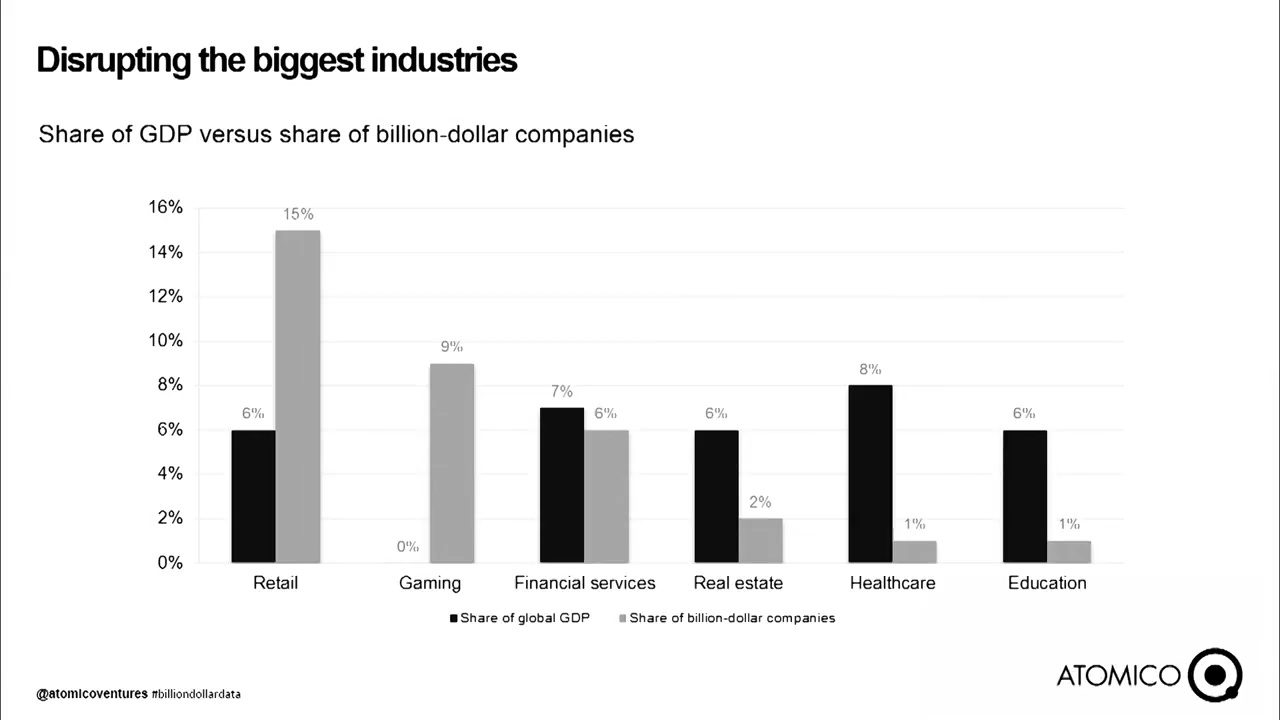 Disrupting the biggest industries
Share of GDP versus share of billion-dollar companies
16%
14%
12%
10%
8%
6%
4%
2%
0%
6%
15%
0%
9%
7%
6%
6%
2%
8%
1%
6%
1%
Retail
Gaming
Financial services
Real estate
Healthcare
Education
Share of global GDP
Share of billion-dollar companies
@atomicoventures #billiondollardata
ATOMICO